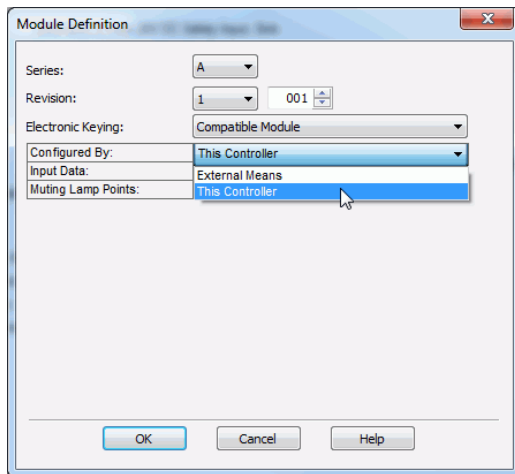 Module Definition
Series: A
Revision: 1 001
Electronic Keying: Compatible Module
Configured By: This Controller
Input Data: External Means
Muting Lamp Points: This Controller
OK Cancel Help